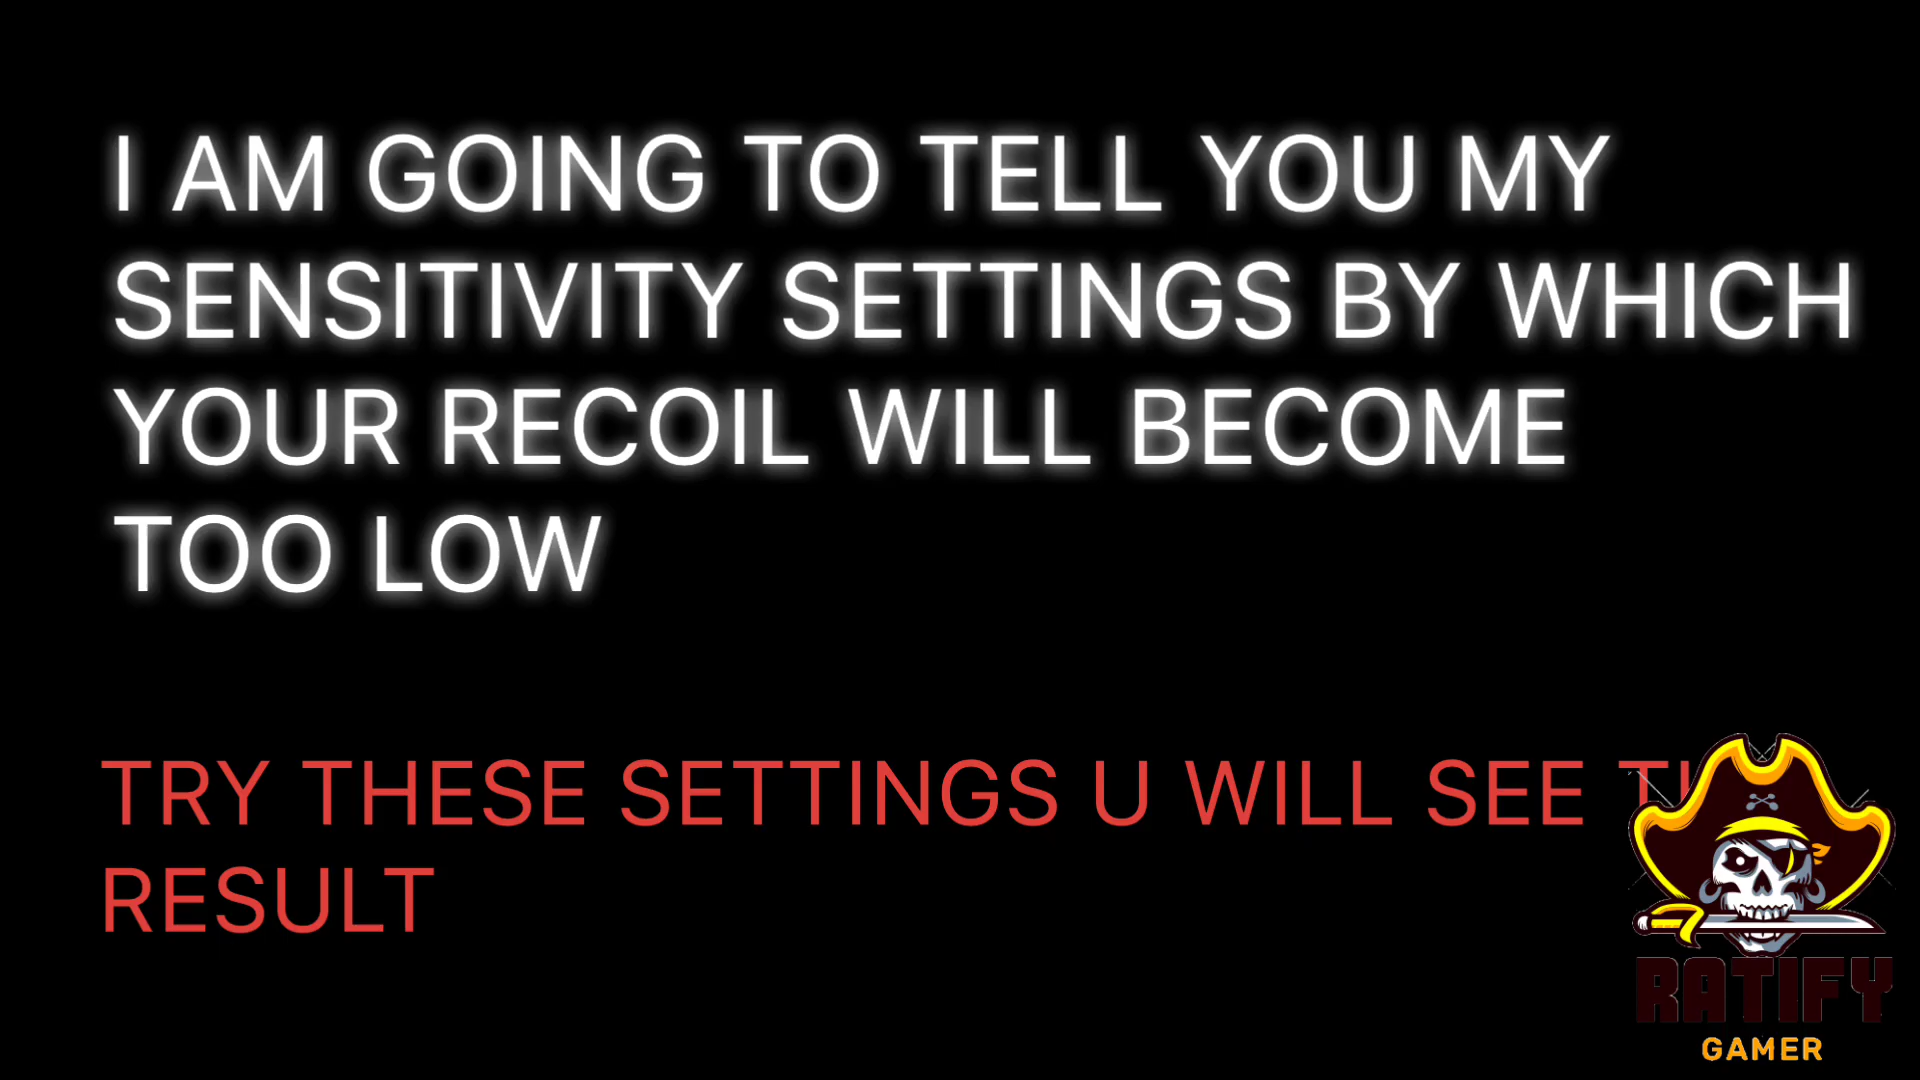 I AM GOING TO TELL YOU MY
SENSITIVITY SETTINGS BY WHICH
YOUR RECOIL WILL BECOME
TOO LOW
TRY THESE SETTINGS U WILL SEE
RESULT
RATIFY
GAMER